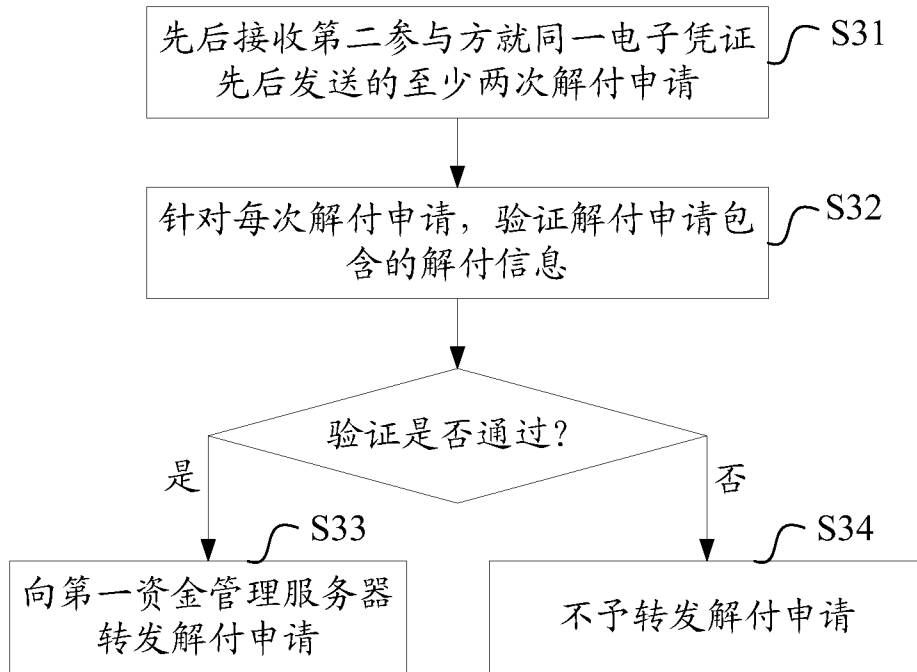 先后接收第二参与方就同一电子凭证
先后发送的至少两次解付申请
S31
针对每次解付申请，验证解付申请包
含的解付信息
S32
验证是否通过？
是
否
S33
向第一资金管理服务器
转发解付申请
S34
不予转发解付申请